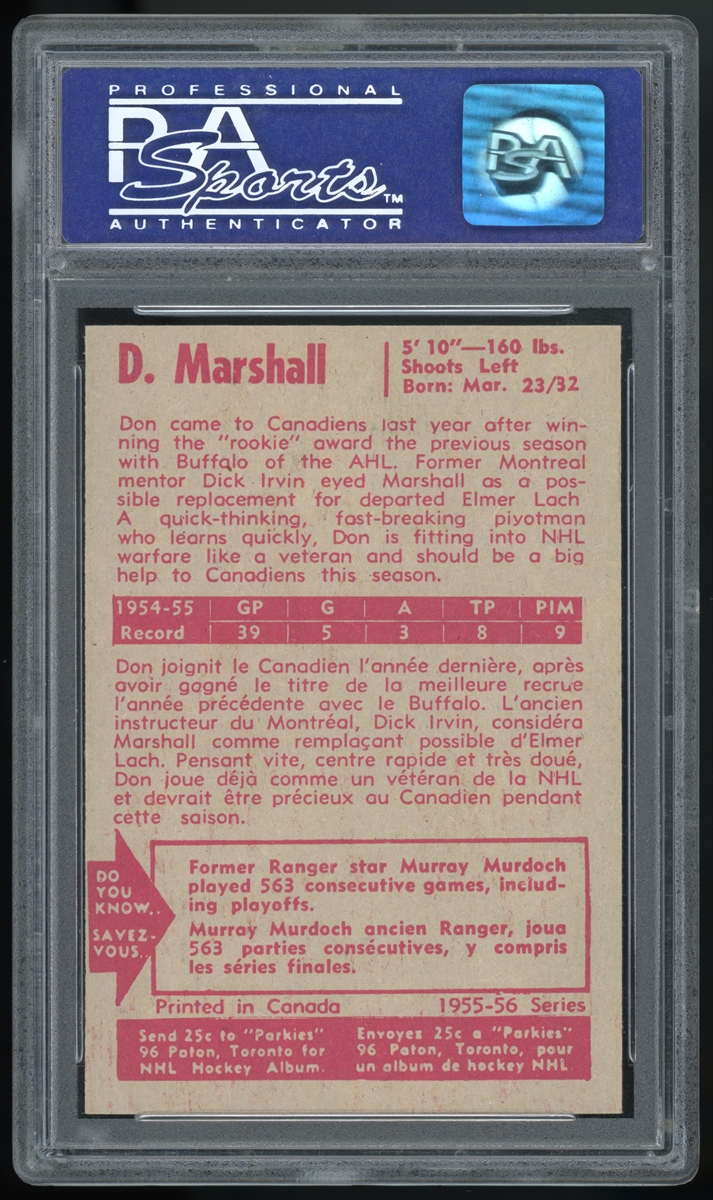 PROFESSIONAL
PSA
Sports™
AUTHENTICATOR
PSA
D. Marshall
5' 10"—160 lbs.
Shoots Left
Born: Mar. 23/32
Don came to Canadiens last year after win-
ning the "rookie" award the previous season
with Buffalo of the AHL. Former Montreal
mentor Dick Irvin eyed Marshall as a pos-
sible replacement for departed Elmer Lach
A quick-thinking, fast-breaking pivotman
who learns quickly, Don is fitting into NHL
warfare like a veteran and should be a big
help to Canadiens this season.
1954-55 | GP | G | A | TP | PIM
Record | 39 | 5 | 3 | 8 | 9
Don joignit le Canadien l'année dernière, après
avoir gagné le titre de la meilleure recrue
l'année précédente avec le Buffalo. L'ancien
instructeur du Montréal, Dick Irvin, considéra
Marshall comme remplaçant possible d'Elmer
Lach. Pensant vite, centre rapide et très doué,
Don joue déjà comme un vétéran de la NHL
et devrait être précieux au Canadien pendant
cette saison.
DO
YOU
KNOW..
SAVEZ-
VOUS..
Former Ranger star Murray Murdoch
played 563 consecutive games, includ-
ing playoffs.
Murray Murdoch ancien Ranger, joua
563 parties consécutives, y compris
les séries finales.
Printed in Canada 1955-56 Series
Send 25c to "Parkies"
96 Paton, Toronto for
NHL Hockey Album.
Envoyez 25c a "Parkies"
96 Paton, Toronto, pour
un album de hockey NHL